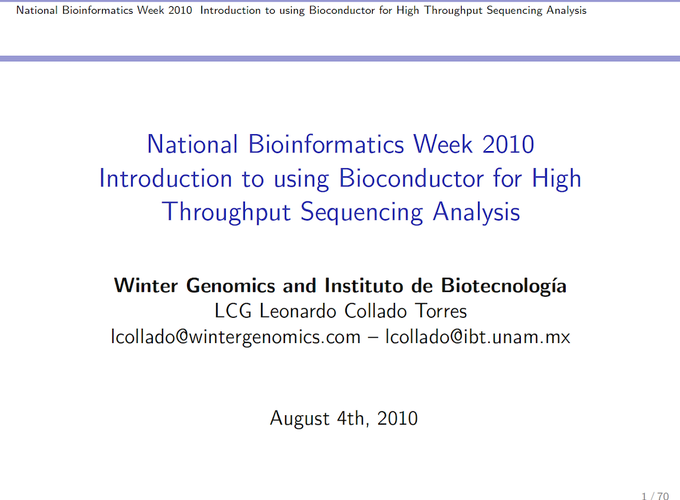 National Bioinformatics Week 2010 Introduction to using Bioconductor for High Throughput Sequencing Analysis
National Bioinformatics Week 2010
Introduction to using Bioconductor for High
Throughput Sequencing Analysis
Winter Genomics and Instituto de Biotecnología
LCG Leonardo Collado Torres
lcollado@wintergenomics.com – lcollado@ibt.unam.mx
August 4th, 2010
1 / 70